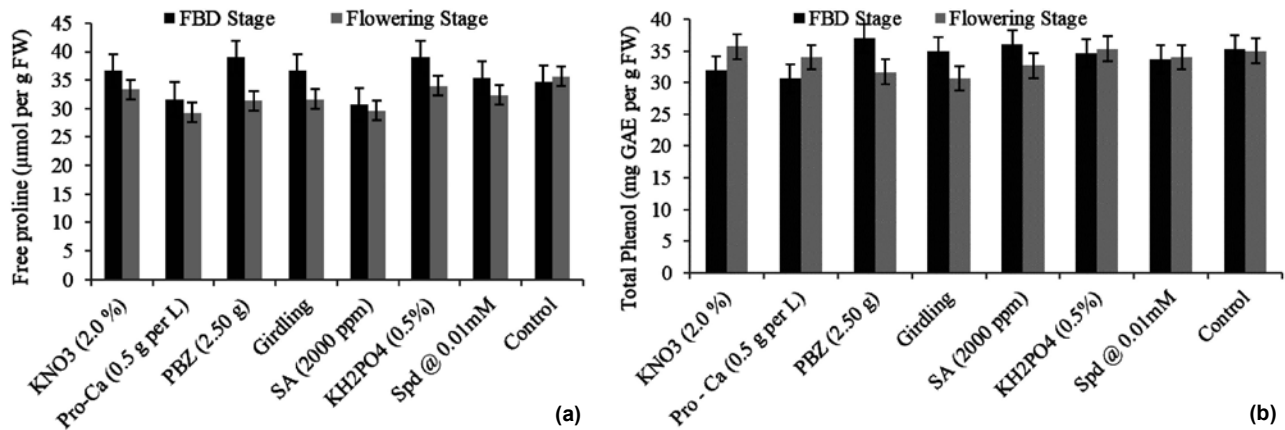 FBD Stage
Flowering Stage
Free proline (µmol per g FW)
45
40
35
30
25
20
15
10
5
0
KNO3 (2.0 %)
Pro-Ca (0.5 g per L)
PBZ (2.50 g)
Girdling
SA (2000 ppm)
KH2PO4 (0.5%)
Spd @ 0.01mM
Control
(a)
FBD Stage
Flowering Stage
Total Phenol (mg GAE per g FW)
40
35
30
25
20
15
10
5
0
KNO3 (2.0 %)
Pro - Ca (0.5 g per L)
PBZ (2.50 g)
Girdling
SA (2000 ppm)
KH2PO4 (0.5%)
Spd @ 0.01mM
Control
(b)